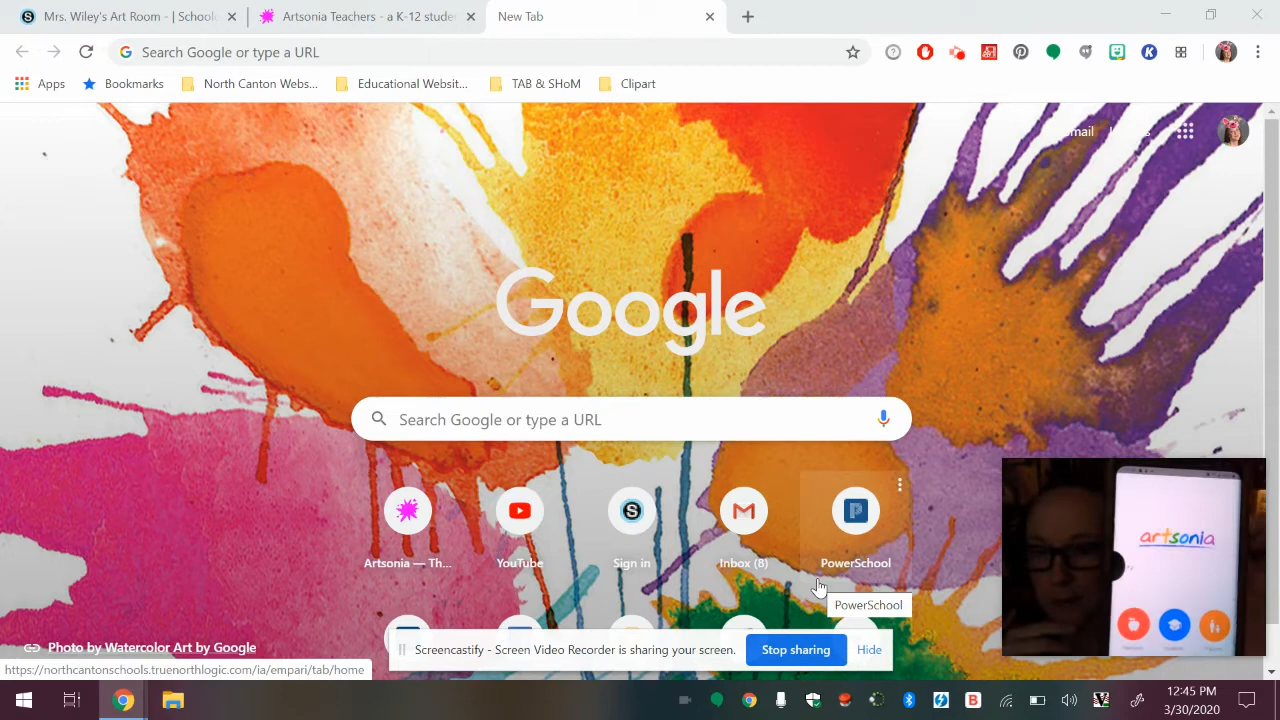 Mrs. Wiley's Art Room - | School
Artsonia Teachers - a K-12 stude
New Tab
Search Google or type a URL
Apps
Bookmarks
North Canton Webs...
Educational Websit...
TAB & SHoM
Clipart
Google
Search Google or type a URL
Artsonia — Th...
YouTube
Sign in
Inbox (8)
PowerSchool
PowerSchool
artsonia
Photo by Watercolor Art by Google
Screencastify - Screen Video Recorder is sharing your screen.
Stop sharing
Hide
https://northcantonschools.truenorthlogic.com/ia/empari/tab/home
12:45 PM
3/30/2020